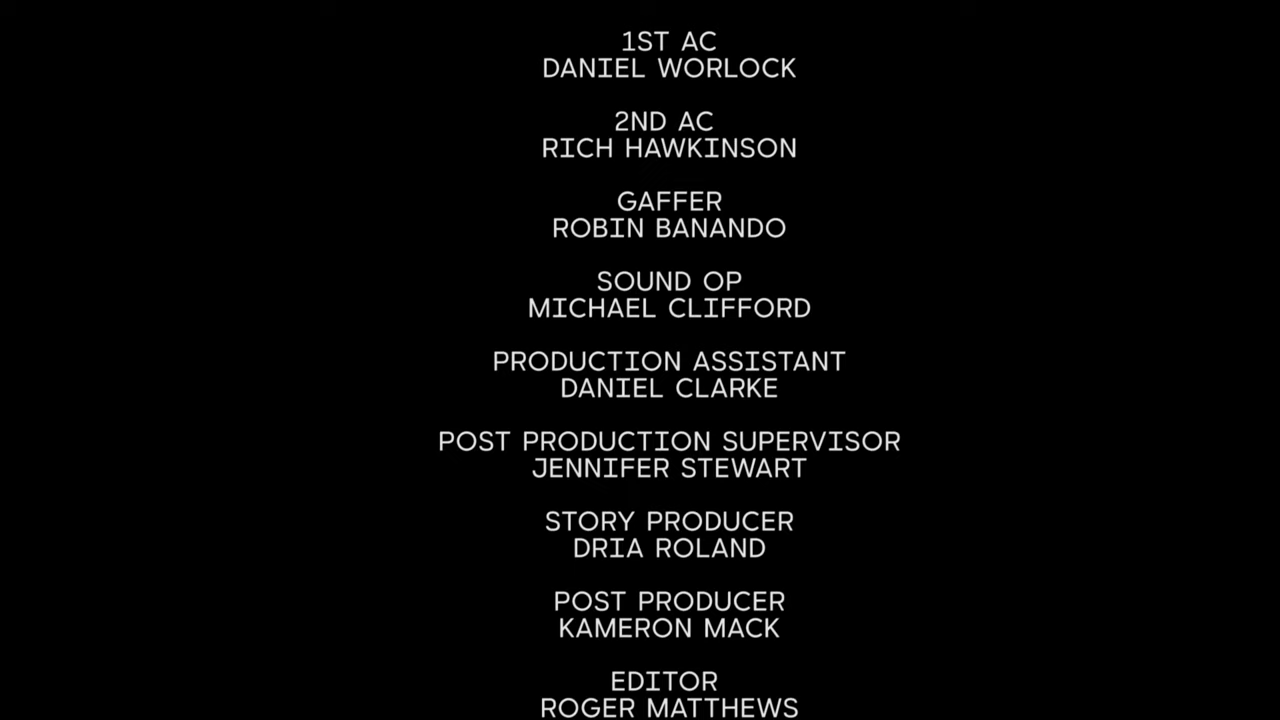 1ST AC
DANIEL WORLOCK
2ND AC
RICH HAWKINSON
GAFFER
ROBIN BANANDO
SOUND OP
MICHAEL CLIFFORD
PRODUCTION ASSISTANT
DANIEL CLARKE
POST PRODUCTION SUPERVISOR
JENNIFER STEWART
STORY PRODUCER
DRIA ROLAND
POST PRODUCER
KAMERON MACK
EDITOR
ROGER MATTHEWS